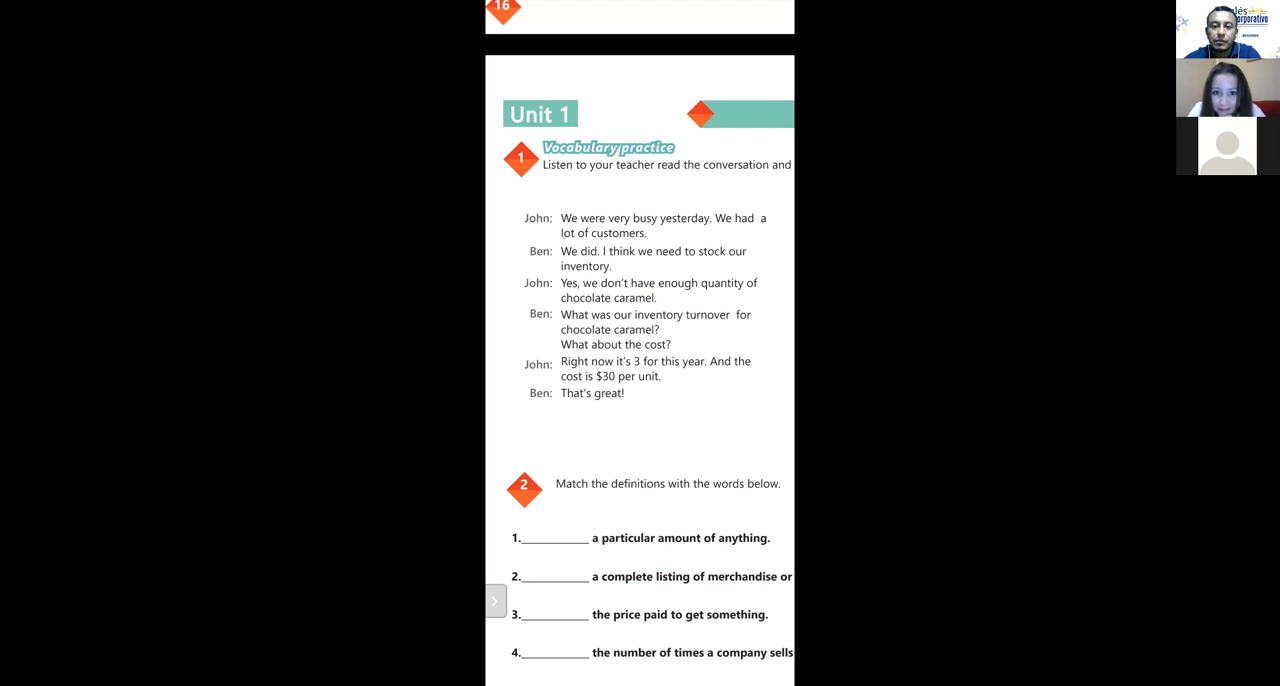 16
Unit 1
1
Vocabulary practice
Listen to your teacher read the conversation and
John: We were very busy yesterday. We had a
lot of customers.
Ben: We did. I think we need to stock our
inventory.
John: Yes, we don't have enough quantity of
chocolate caramel.
Ben: What was our inventory turnover for
chocolate caramel?
What about the cost?
John: Right now it's 3 for this year. And the
cost is $30 per unit.
Ben: That's great!
2
Match the definitions with the words below.
1.__________ a particular amount of anything.
2.__________ a complete listing of merchandise or
3.__________ the price paid to get something.
4.__________ the number of times a company sells